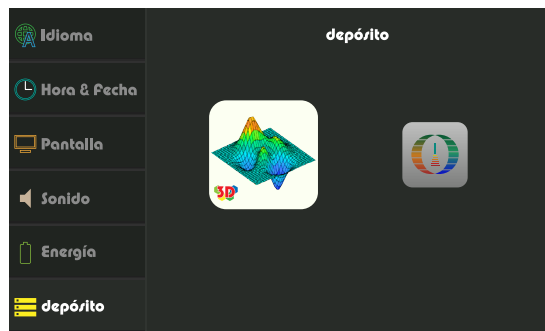 Idioma
Hora & Fecha
Pantalla
Sonido
Energía
depósito
depósito
3D